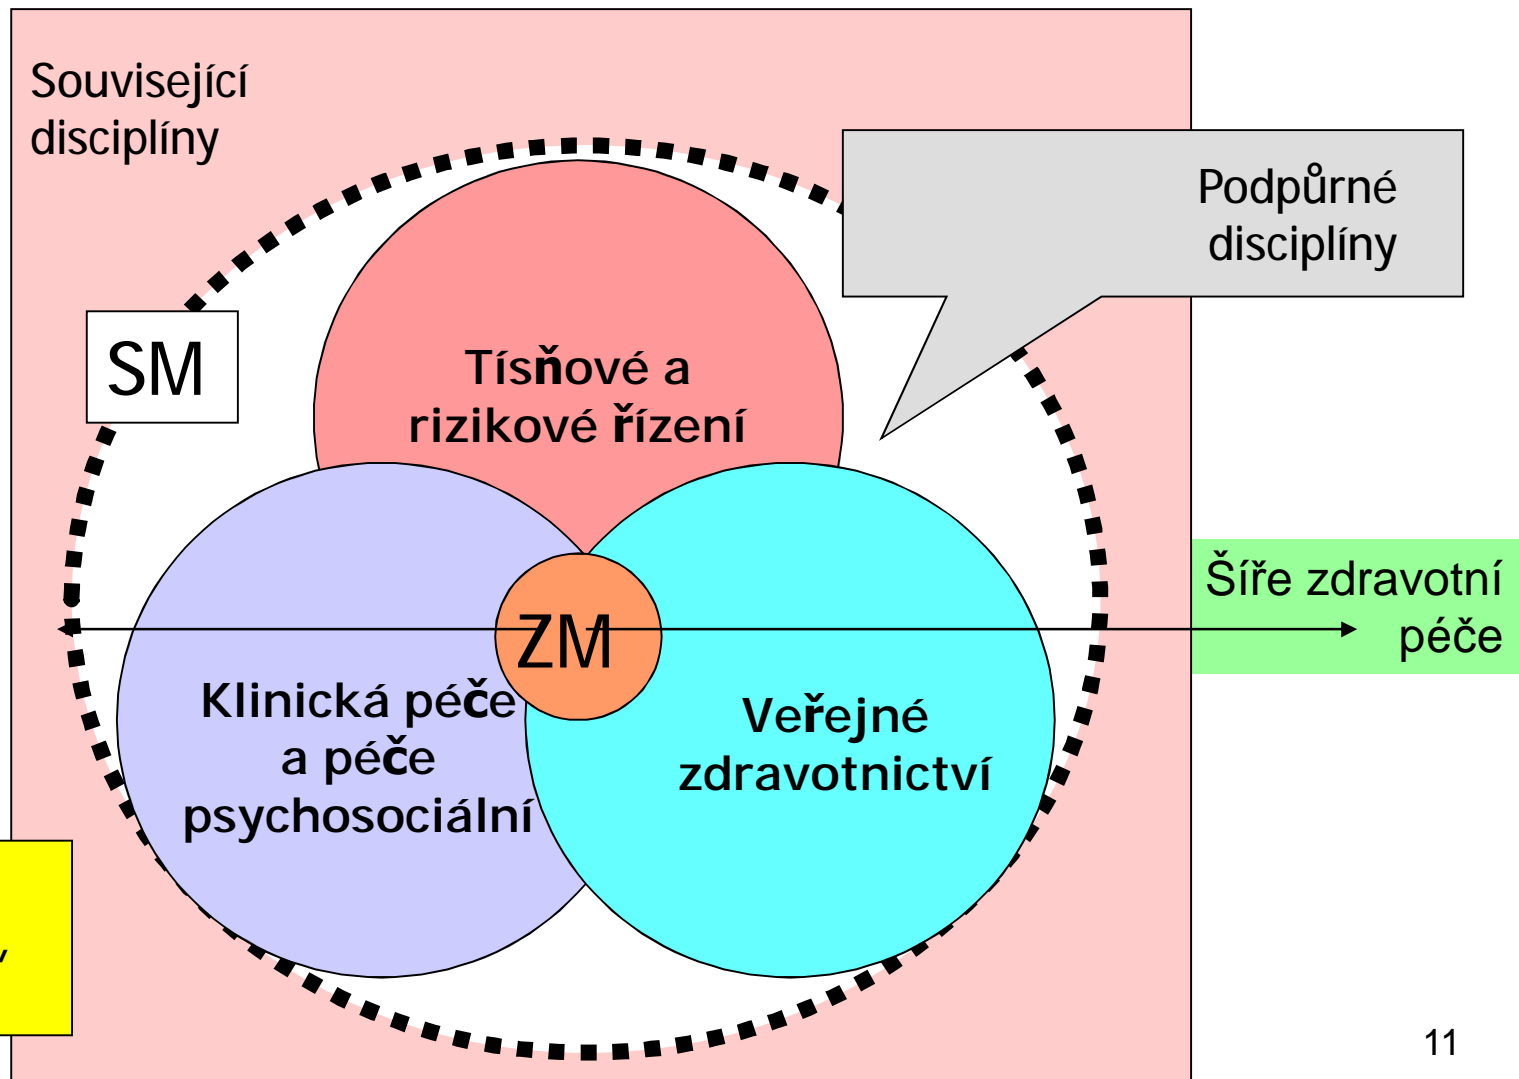 Související
disciplíny
Podpůrné
disciplíny
SM
Tísňové a
rizikové řízení
Šíře zdravotní
péče
ZM
Klinická péče
a péče
psychosociální
Veřejné
zdravotnictví
11